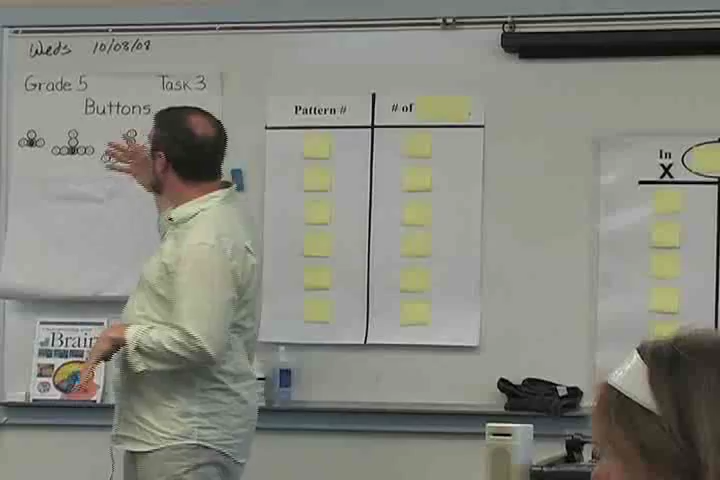 Weds 10/08/08
Grade 5 Task 3
Buttons
Pattern # # of
In
X
Brain